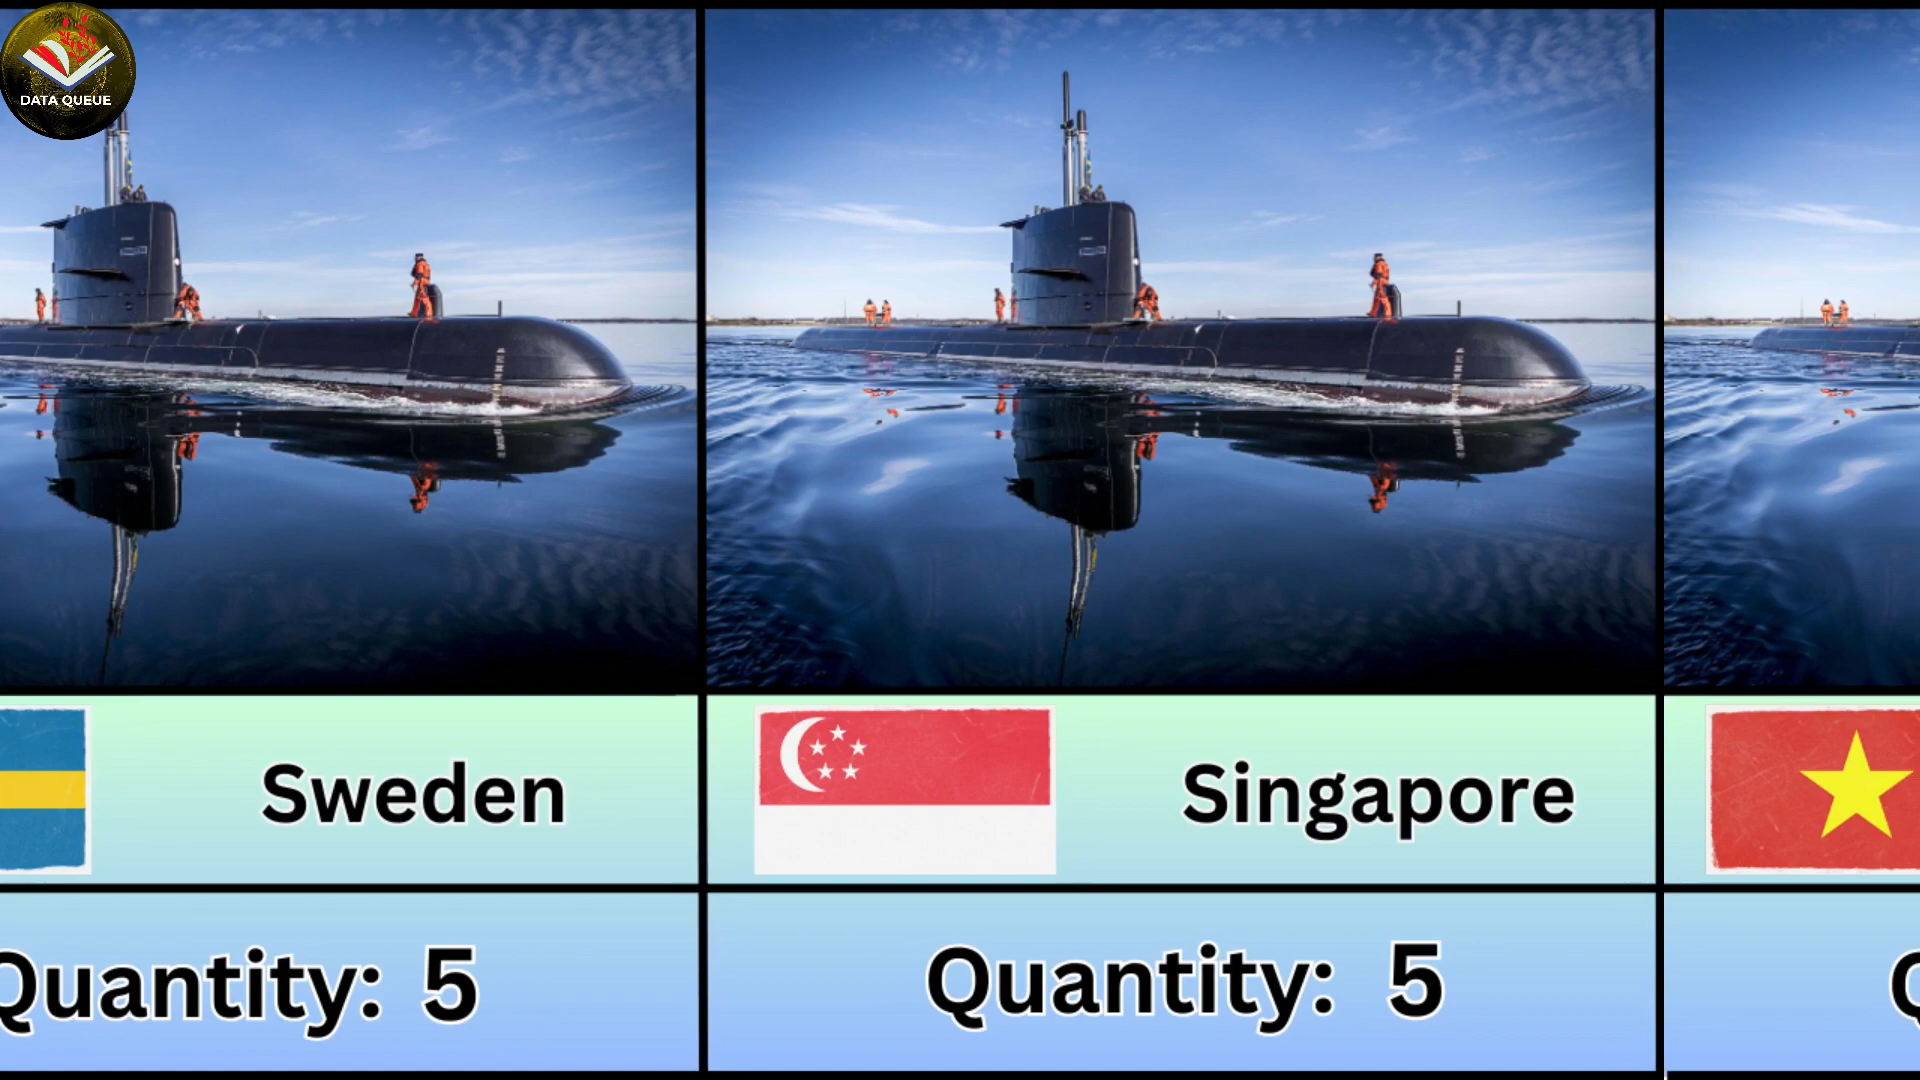 DATA QUEUE
Sweden
Singapore
Quantity: 5
Quantity: 5
Q